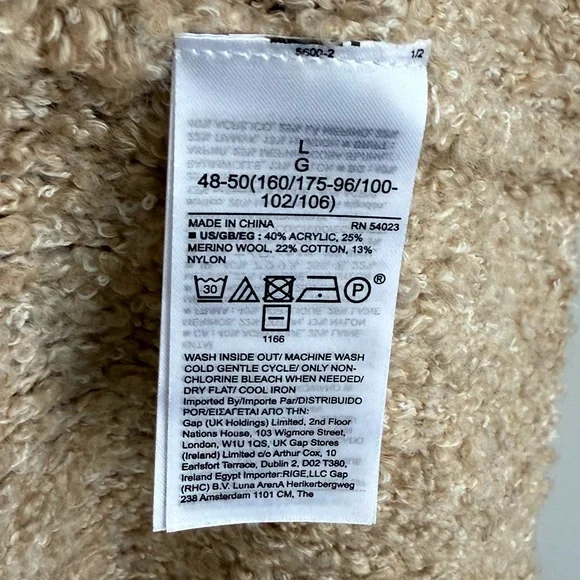 5600-2 1/2
L
G
48-50(160/175-96/100-
102/106)
MADE IN CHINA RN 54023
■ US/GB/EG : 40% ACRYLIC, 25%
MERINO WOOL, 22% COTTON, 13%
NYLON
30 P ®
1166
WASH INSIDE OUT/ MACHINE WASH
COLD GENTLE CYCLE/ ONLY NON-
CHLORINE BLEACH WHEN NEEDED/
DRY FLAT/ COOL IRON
Imported By/Importe Par/DISTRIBUIDO
POR/ΕΙΣΑΓΕΤΑΙ ΑΠΟ ΤΗΝ:
Gap (UK Holdings) Limited, 2nd Floor
Nations House, 103 Wigmore Street,
London, W1U 1QS, UK Gap Stores
(Ireland) Limited c/o Arthur Cox, 10
Earlsfort Terrace, Dublin 2, D02 T380,
Ireland Egypt Importer:RIGE,LLC Gap
(RHC) B.V. Luna ArenA Herikerbergweg
238 Amsterdam 1101 CM, The